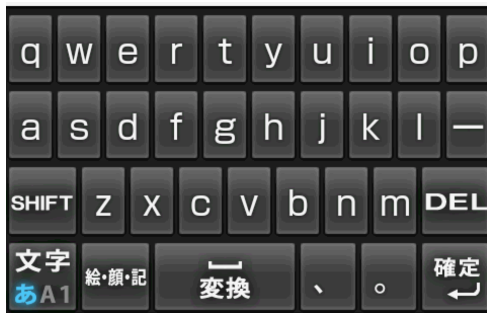 q w e r t y u i o p
a s d f g h j k l ー
SHIFT z x c v b n m DEL
文字 絵・顔・記 変換 、 。 確定
あA1